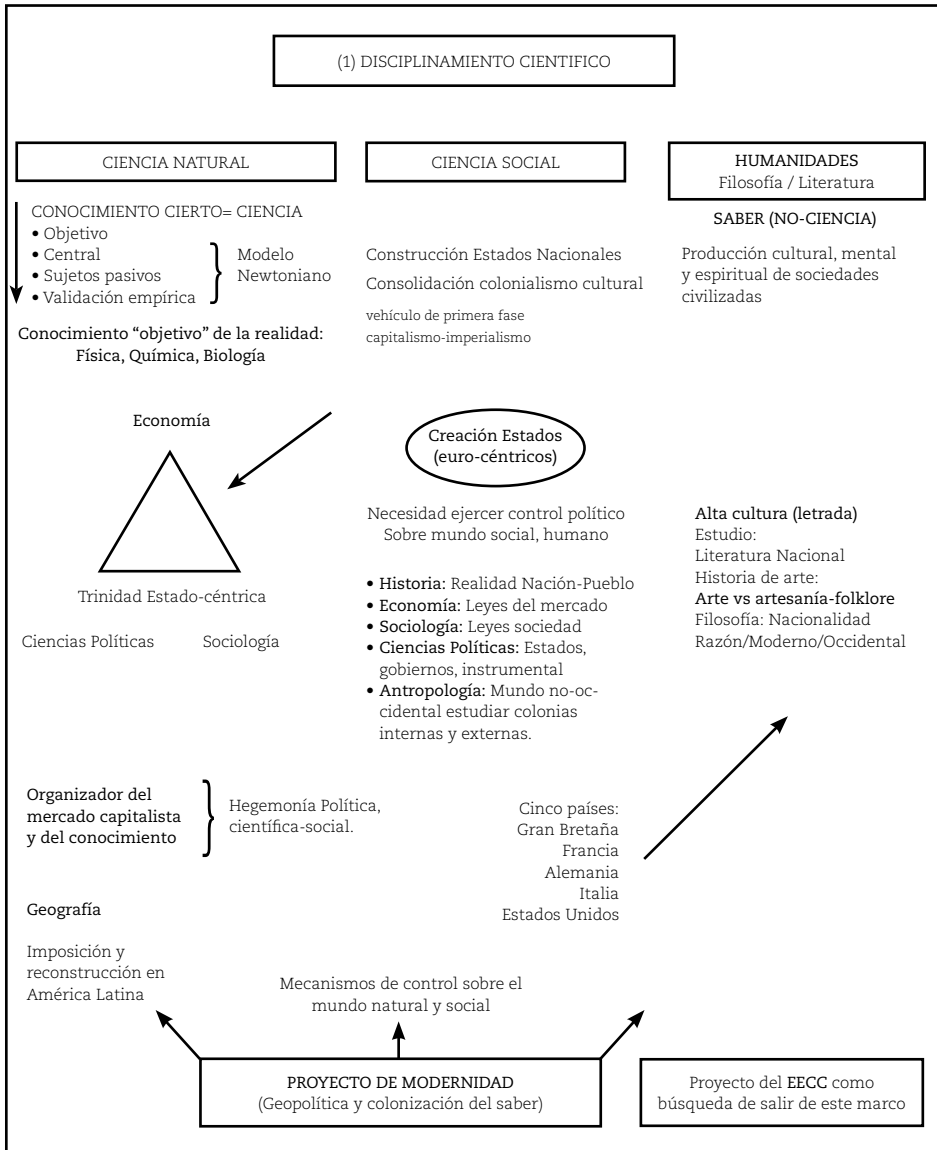 (1) DISCIPLINAMIENTO CIENTIFICO
CIENCIA NATURAL
CONOCIMIENTO CIERTO= CIENCIA
• Objetivo
• Central
• Sujetos pasivos
• Validación empírica
Modelo
Newtoniano
Conocimiento “objetivo” de la realidad:
Física, Química, Biología
CIENCIA SOCIAL
Construcción Estados Nacionales
Consolidación colonialismo cultural
vehículo de primera fase
capitalismo-imperialismo
HUMANIDADES
Filosofía / Literatura
SABER (NO-CIENCIA)
Producción cultural, mental
y espiritual de sociedades
civilizadas
Economía
Trinidad Estado-céntrica
Ciencias Políticas
Sociología
Creación Estados
(euro-céntricos)
Necesidad ejercer control político
Sobre mundo social, humano
• Historia: Realidad Nación-Pueblo
• Economía: Leyes del mercado
• Sociología: Leyes sociedad
• Ciencias Políticas: Estados,
gobiernos, instrumental
• Antropología: Mundo no-oc-
cidental estudiar colonias
internas y externas.
Alta cultura (letrada)
Estudio:
Literatura Nacional
Historia de arte:
Arte vs artesanía-folklore
Filosofía: Nacionalidad
Razón/Moderno/Occidental
Organizador del
mercado capitalista
y del conocimiento
Hegemonía Política,
científica-social.
Cinco países:
Gran Bretaña
Francia
Alemania
Italia
Estados Unidos
Geografía
Imposición y
reconstrucción en
América Latina
Mecanismos de control sobre el
mundo natural y social
PROYECTO DE MODERNIDAD
(Geopolítica y colonización del saber)
Proyecto del EECC como
búsqueda de salir de este marco